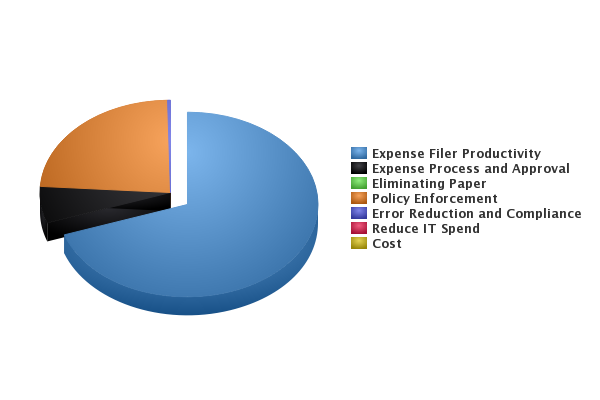 Expense Filer Productivity
Expense Process and Approval
Eliminating Paper
Policy Enforcement
Error Reduction and Compliance
Reduce IT Spend
Cost